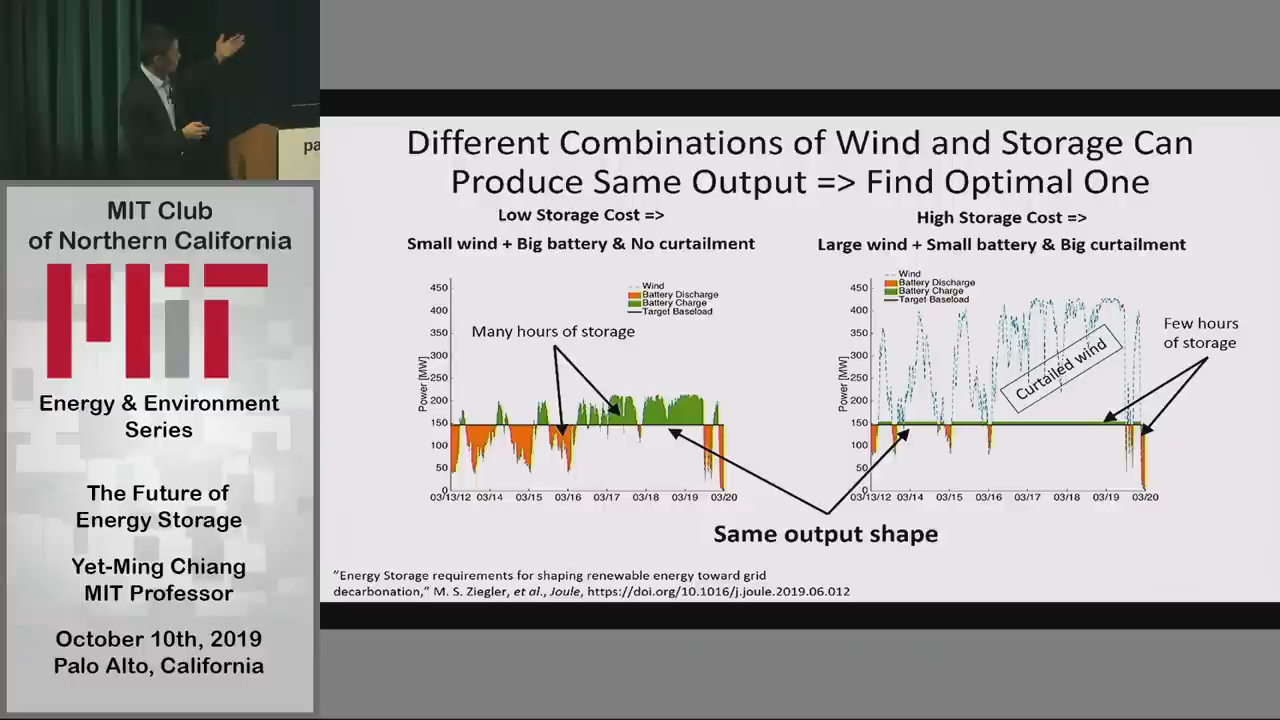 pa
MIT Club
of Northern California
MIT
Energy & Environment
Series
The Future of
Energy Storage
Yet-Ming Chiang
MIT Professor
October 10th, 2019
Palo Alto, California
Different Combinations of Wind and Storage Can
Produce Same Output => Find Optimal One
Low Storage Cost =>
Small wind + Big battery & No curtailment
450
400
350
300
250
200
150
100
50
0
Power [MW]
Wind
Battery Discharge
Battery Charge
Target Baseload
Many hours of storage
03/13/12 03/14 03/15 03/16 03/17 03/18 03/19 03/20
High Storage Cost =>
Large wind + Small battery & Big curtailment
450
400
350
300
250
200
150
100
50
0
Power [MW]
Wind
Battery Discharge
Battery Charge
Target Baseload
Curtailed wind
Few hours
of storage
03/13/12 03/14 03/15 03/16 03/17 03/18 03/19 03/20
Same output shape
"Energy Storage requirements for shaping renewable energy toward grid
decarbonation," M. S. Ziegler, et al., Joule, https://doi.org/10.1016/j.joule.2019.06.012